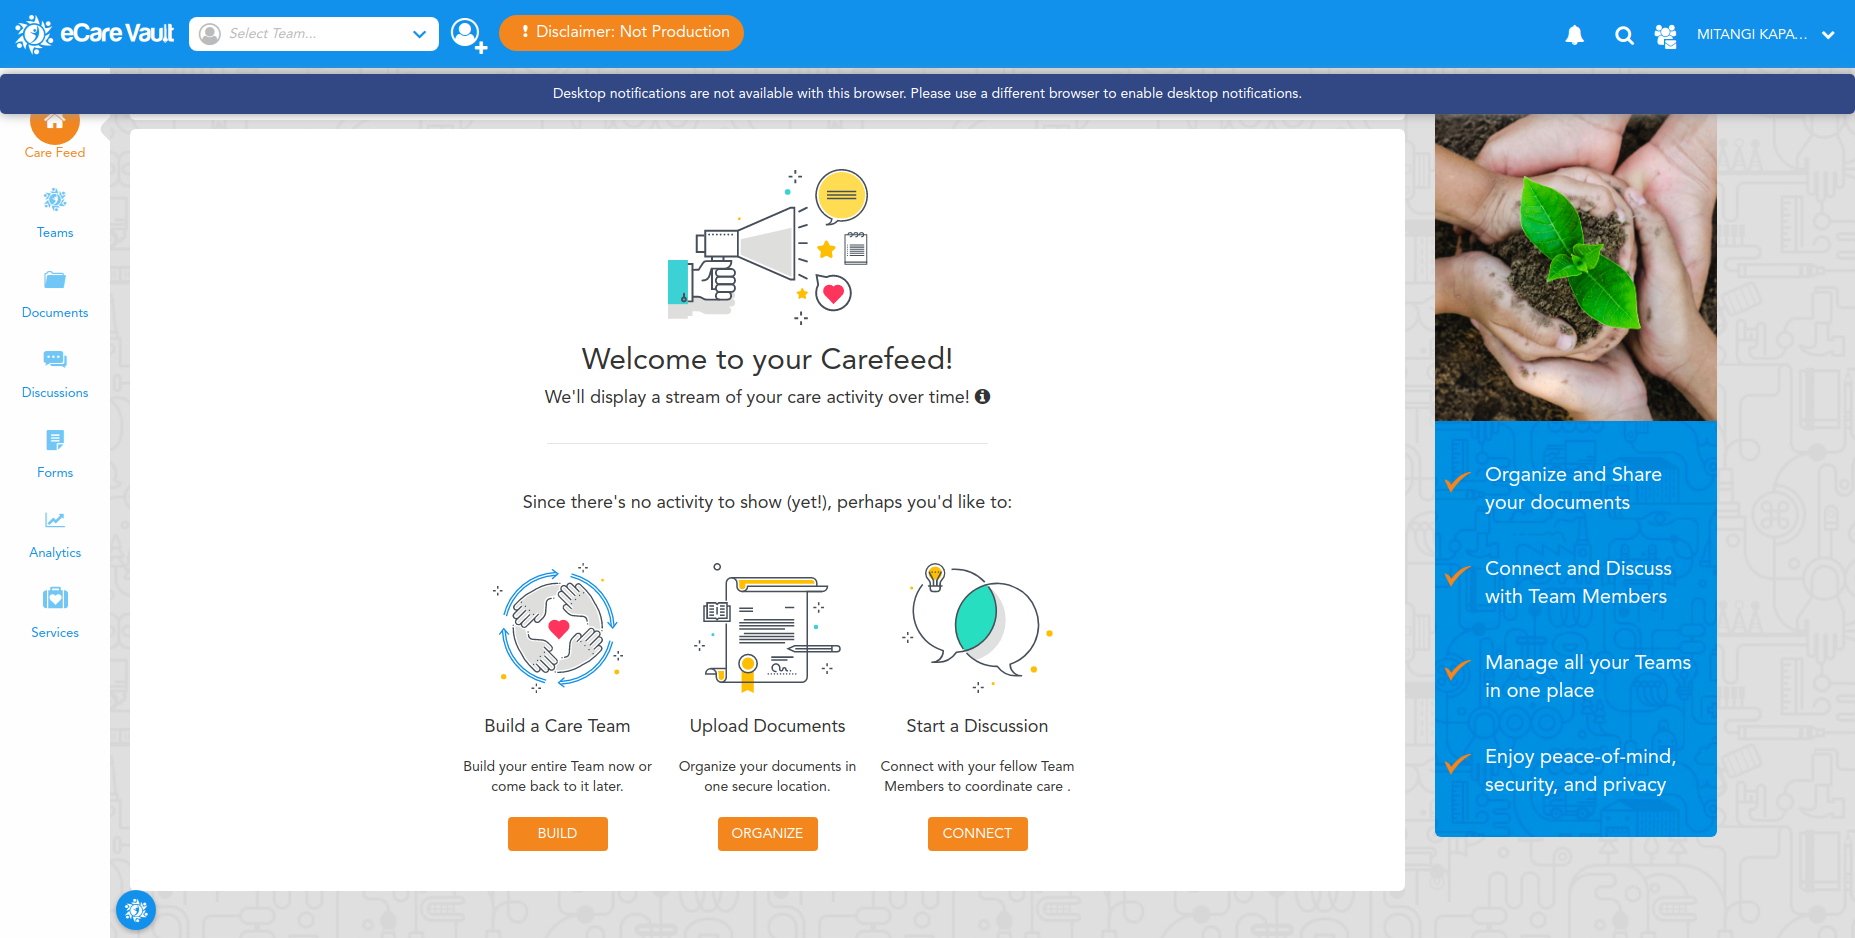 eCare Vault
Select Team...
! Disclaimer: Not Production
MITANGI KAPA...
Desktop notifications are not available with this browser. Please use a different browser to enable desktop notifications.
Care Feed
Teams
Documents
Discussions
Forms
Analytics
Services
Welcome to your Carefeed!
We'll display a stream of your care activity over time!
Since there's no activity to show (yet!), perhaps you'd like to:
Build a Care Team
Build your entire Team now or
come back to it later.
BUILD
Upload Documents
Organize your documents in
one secure location.
ORGANIZE
Start a Discussion
Connect with your fellow Team
Members to coordinate care .
CONNECT
Organize and Share
your documents
Connect and Discuss
with Team Members
Manage all your Teams
in one place
Enjoy peace-of-mind,
security, and privacy